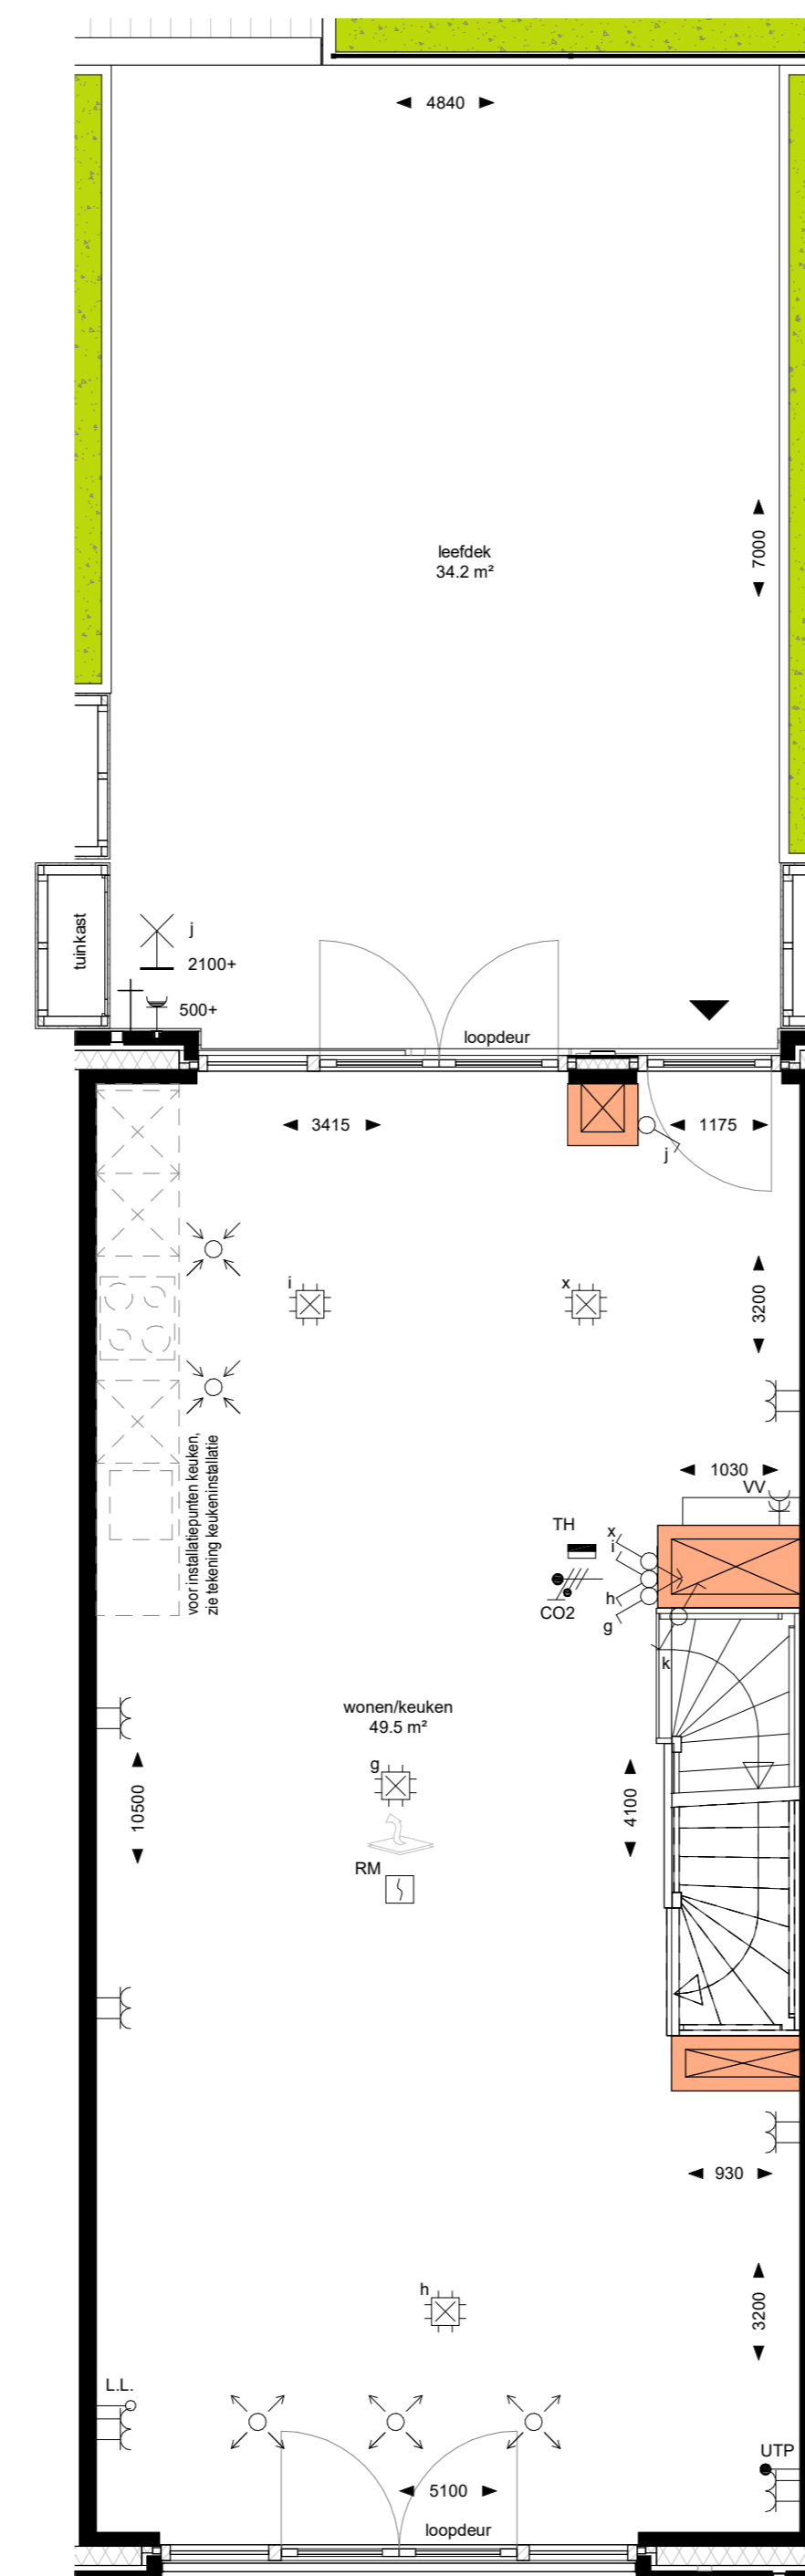 4840
leefdek
34.2 m²
7000
tuinkast
j
2100+
500+
loopdeur
3415
1175
j
i
x
3200
voor installatiepunten keuken,
zie tekening keukeninstallatie
1030
VV
TH
x
i
h
CO2
g
k
wonen/keuken
49.5 m²
g
10500
4100
RM
930
h
3200
L.L.
UTP
5100
loopdeur